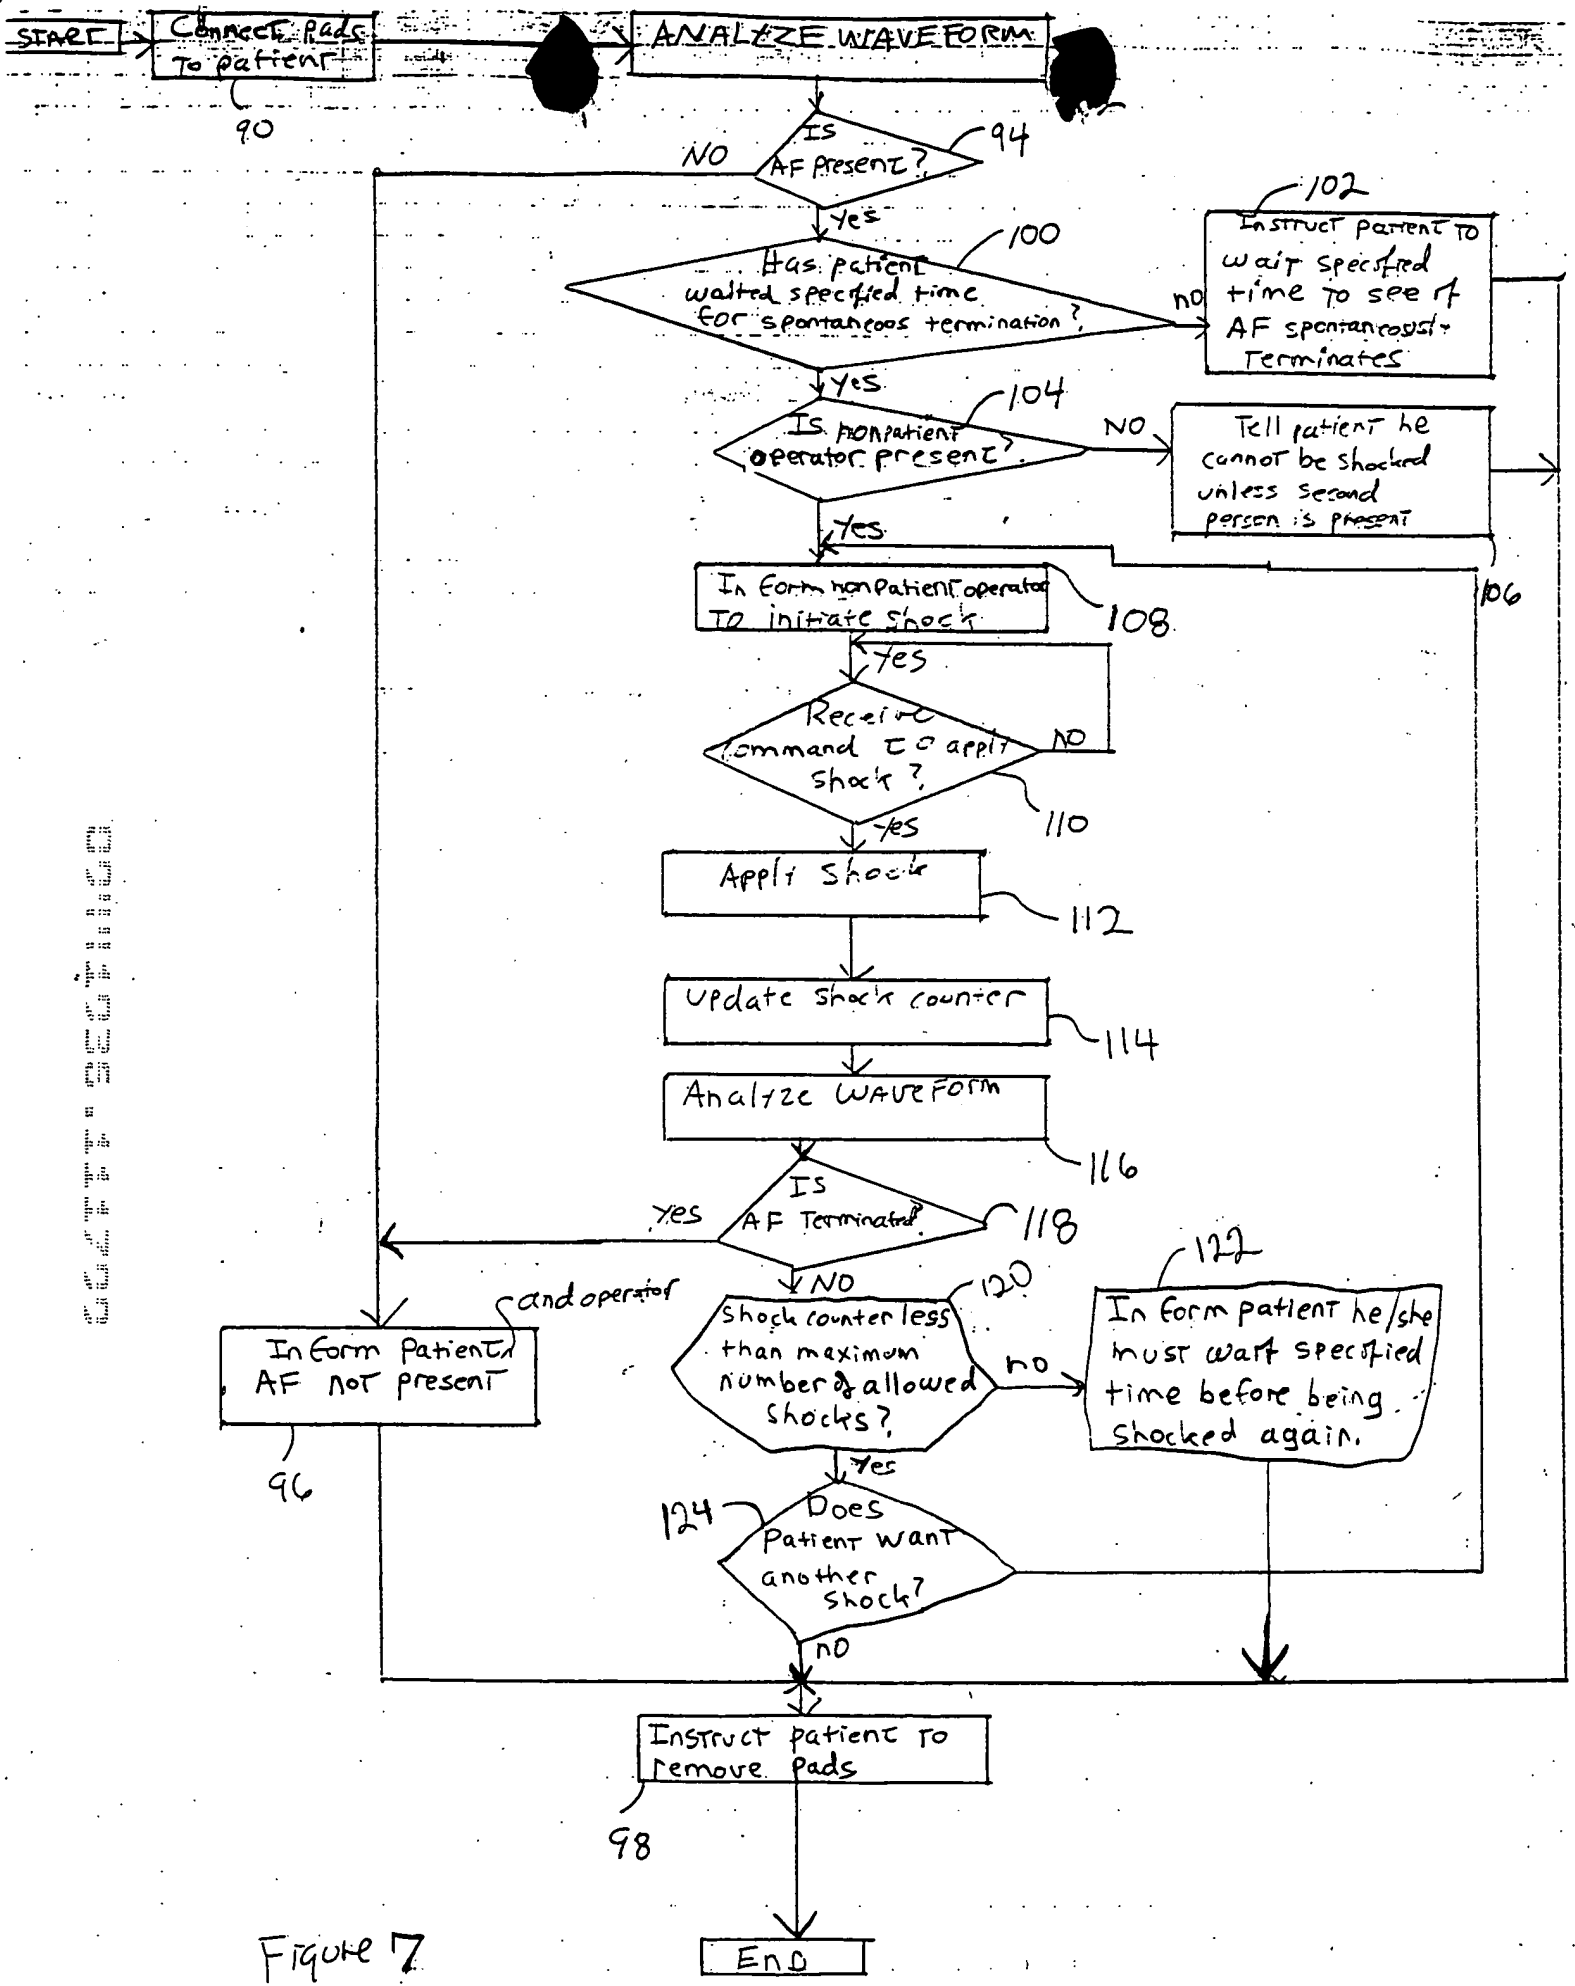 START
Connect pads
To patient
ANALYZE WAVEFORM
90
Is
AF present?
94
NO
Yes
Has patient
waited specified time
for spontaneos termination?
100
no
102
Instruct patient to
wait specified
time to see if
AF spontaneously
Terminates
Yes
Is nonpatient
operator present?
104
NO
Tell patient he
cannot be shocked
unless second
person is present
106
Yes
Inform nonpatient operator
To initiate shock
108
Yes
Receive
command to apply
shock?
NO
110
Yes
Apply Shock
112
Update shock counter
114
Analyze WAVEFORM
116
Is
AF Terminated?
118
Yes
NO
120
Shock counter less
than maximum
number of allowed
shocks?
no
122
Inform patient he/she
must wait specified
time before being
shocked again.
and operator
Inform Patient
AF not present
96
Yes
124
Does
Patient want
another
shock?
no
Instruct patient to
remove pads
98
End
Figure 7